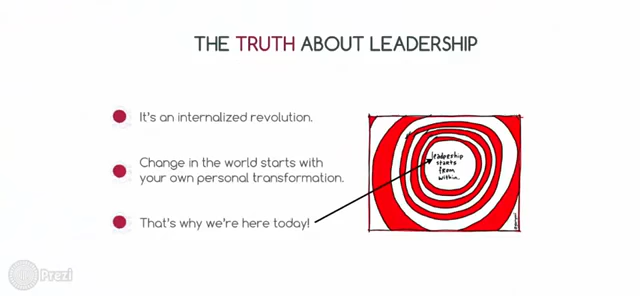 THE TRUTH ABOUT LEADERSHIP
It's an internalized revolution.
Change in the world starts with
your own personal transformation.
That's why we're here today!
leadership
starts
from
within.
Prezi